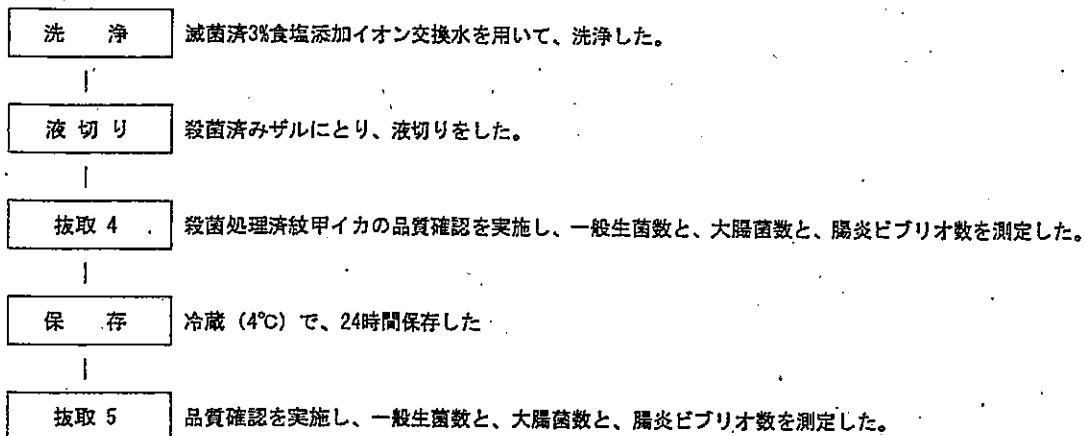 洗 浄 滅菌済3%食塩添加イオン交換水を用いて、洗浄した。
液切り 殺菌済みザルにとり、液切りをした。
抜取 4 殺菌処理済紋甲イカの品質確認を実施し、一般生菌数と、大腸菌数と、腸炎ビブリオ数を測定した。
保 存 冷蔵（4℃）で、24時間保存した
抜取 5 品質確認を実施し、一般生菌数と、大腸菌数と、腸炎ビブリオ数を測定した。